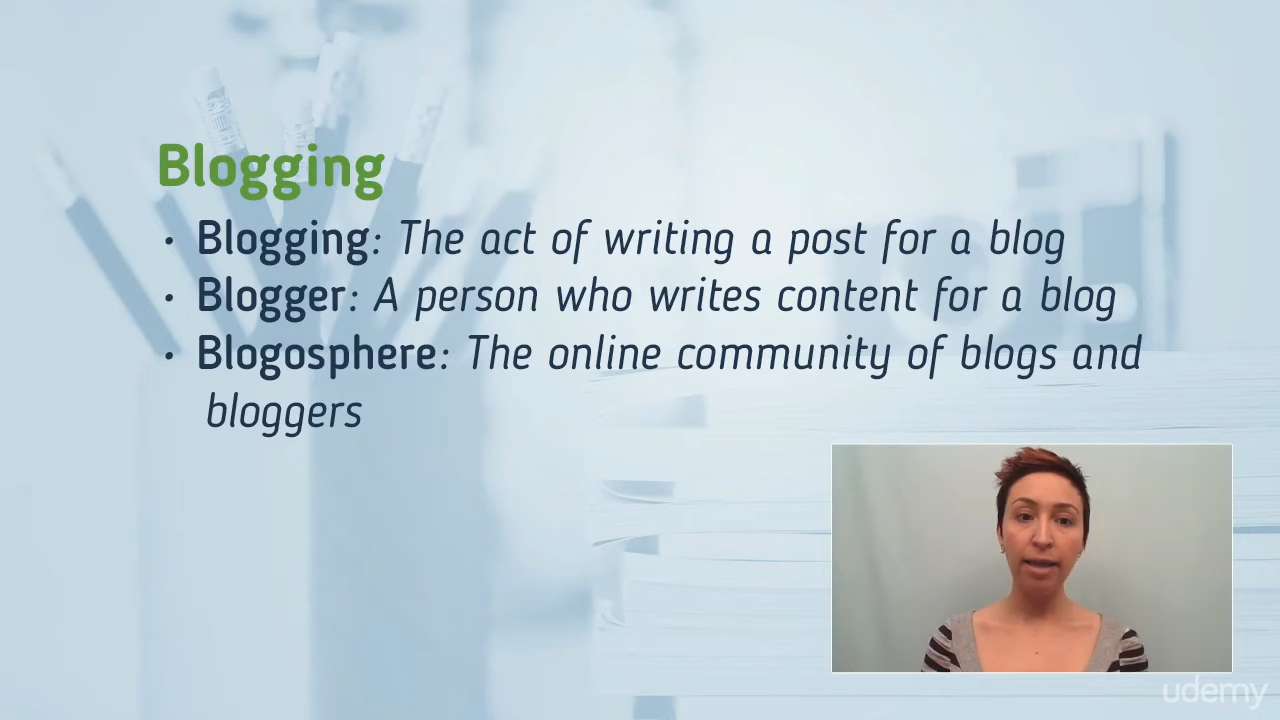 Blogging
• Blogging: The act of writing a post for a blog
• Blogger: A person who writes content for a blog
• Blogosphere: The online community of blogs and
bloggers
udemy